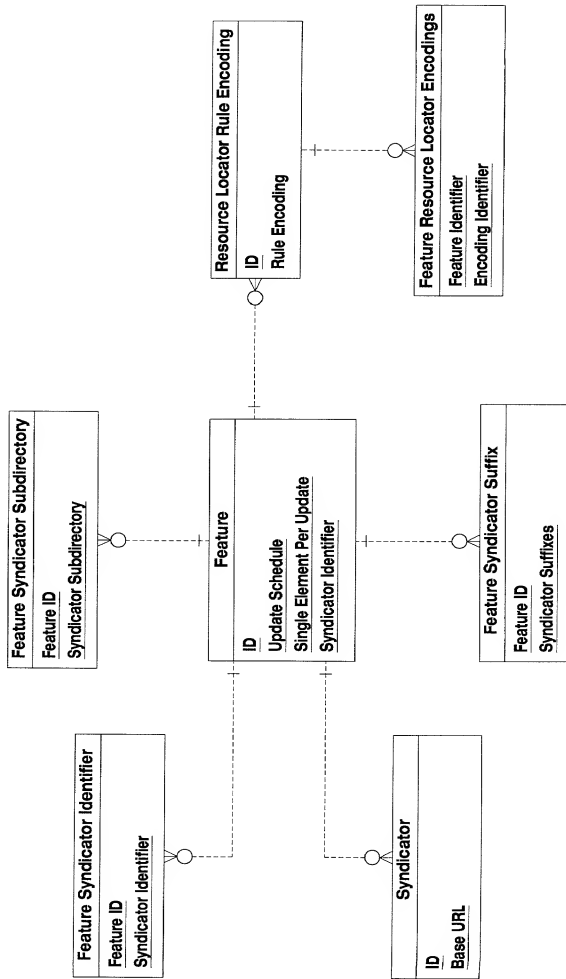 Feature Syndicator Identifier
Feature ID
Syndicator Identifier
Syndicator
ID
Base URL
Feature Syndicator Subdirectory
Feature ID
Syndicator Subdirectory
Feature
ID
Update Schedule
Single Element Per Update
Syndicator Identifier
Feature Syndicator Suffix
Feature ID
Syndicator Suffixes
Resource Locator Rule Encoding
ID
Rule Encoding
Feature Resource Locator Encodings
Feature Identifier
Encoding Identifier